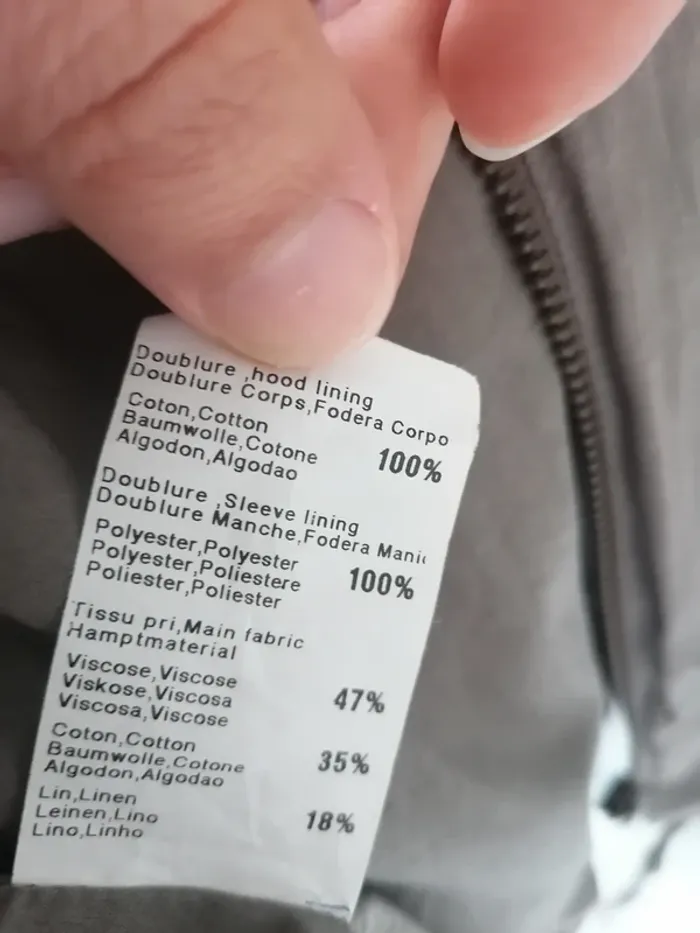 Doublure ,hood lining
Doublure Corps,Fodera Corpo
Coton,Cotton
Baumwolle,Cotone
Algodon,Algodao
100%
Doublure ,Sleeve lining
Doublure Manche,Fodera Manic
Polyester,Polyester
Polyester,Poliestere
Poliester,Poliester
100%
Tissu pri,Main fabric
Hamptmaterial
Viscose,Viscose
Viskose,Viscosa
Viscosa,Viscose
47%
Coton,Cotton
Baumwolle,Cotone
Algodon,Algodao
35%
Lin,Linen
Leinen,Lino
Lino,Linho
18%